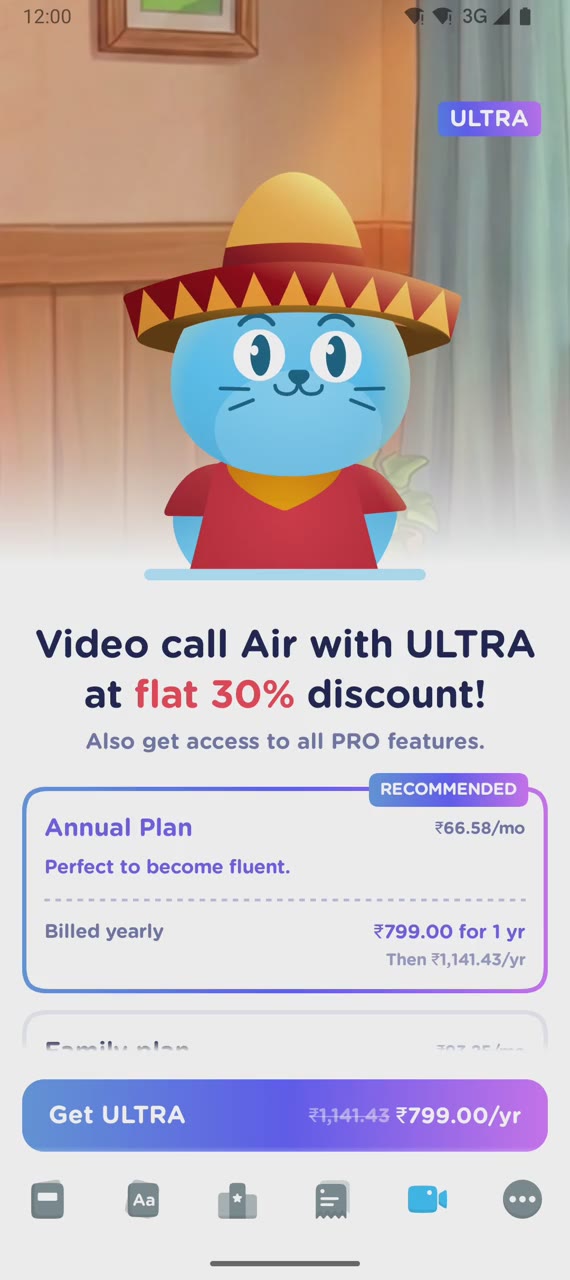 12:00
3G
ULTRA
Video call Air with ULTRA
at flat 30% discount!
Also get access to all PRO features.
RECOMMENDED
Annual Plan
₹66.58/mo
Perfect to become fluent.
Billed yearly
₹799.00 for 1 yr
Then ₹1,141.43/yr
Family plan
Get ULTRA
₹1,141.43 ₹799.00/yr
Aa